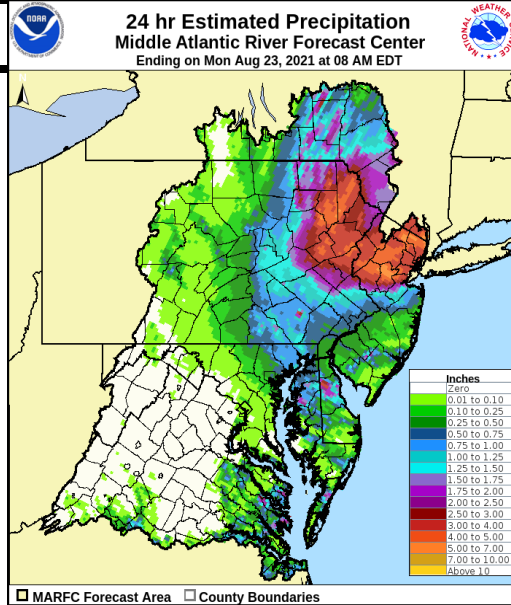 24 hr Estimated Precipitation
Middle Atlantic River Forecast Center
Ending on Mon Aug 23, 2021 at 08 AM EDT
NOAA
NATIONAL WEATHER
N
Inches
Zero
0.01 to 0.10
0.10 to 0.25
0.25 to 0.50
0.50 to 0.75
0.75 to 1.00
1.00 to 1.25
1.25 to 1.50
1.50 to 1.75
1.75 to 2.00
2.00 to 2.50
2.50 to 3.00
3.00 to 4.00
4.00 to 5.00
5.00 to 7.00
7.00 to 10.00
Above 10
MARFC Forecast Area
County Boundaries